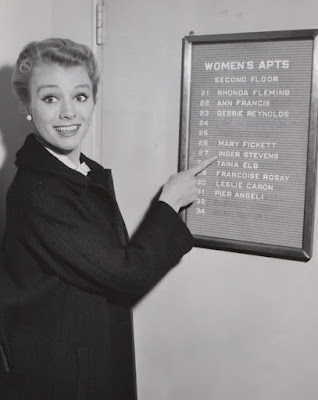 WOMEN'S APTS
SECOND FLOOR
21 RHONDA FLEMING
22 ANN FRANCIS
23 DEBBIE REYNOLDS
24
25
26 MARY FICKETT
27 INGER STEVENS
TAINA ELG
FRANCOISE ROSAY
30 LESLIE CARON
31 PIER ANGELI
32
34